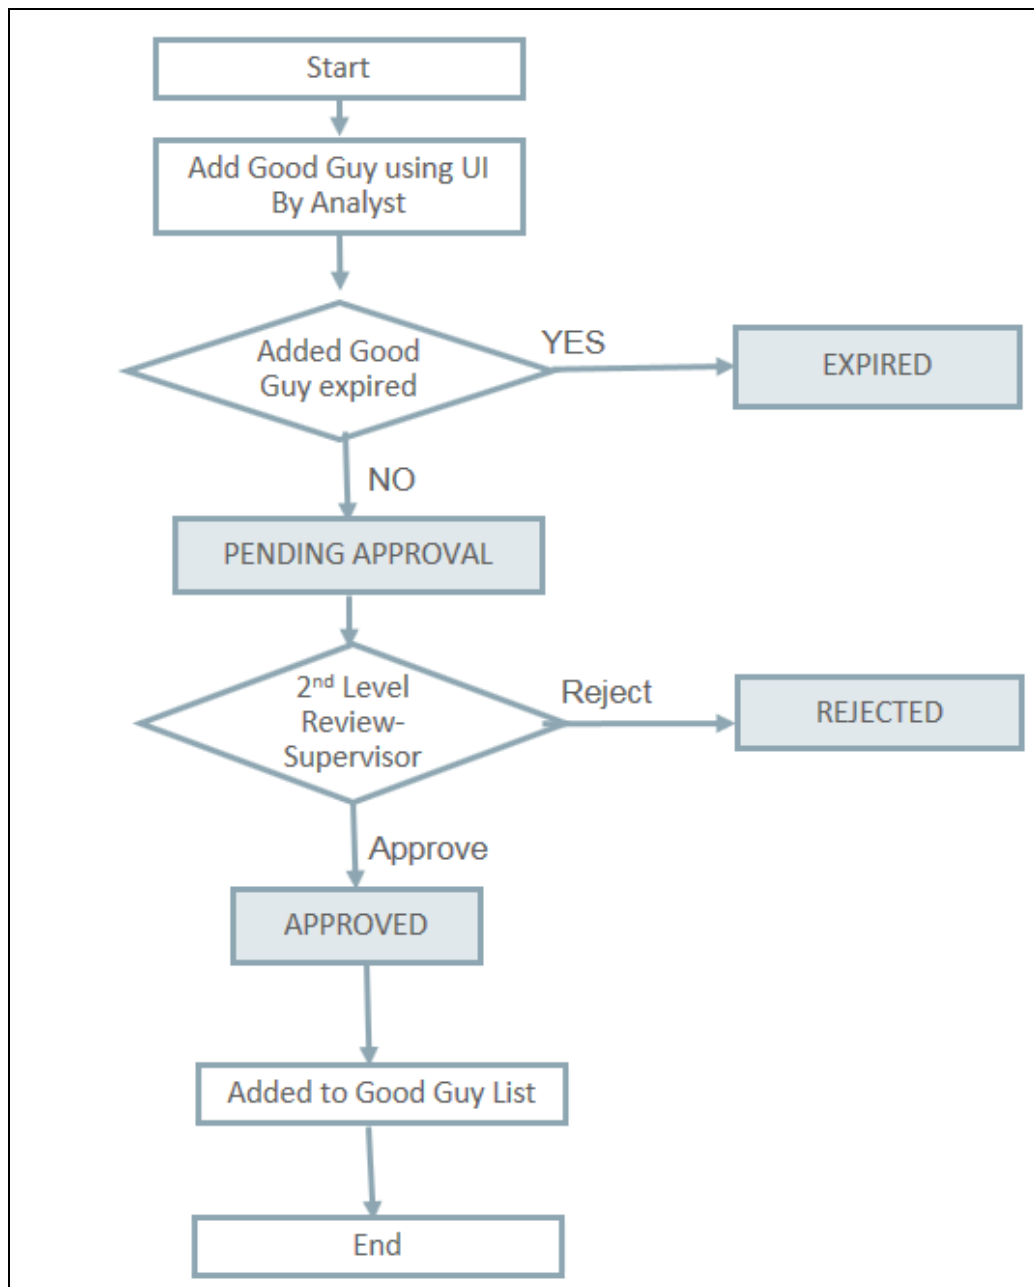 Start
Add Good Guy using UI
By Analyst
Added Good
Guy expired
YES
EXPIRED
NO
PENDING APPROVAL
2nd Level
Review-
Supervisor
Reject
REJECTED
Approve
APPROVED
Added to Good Guy List
End